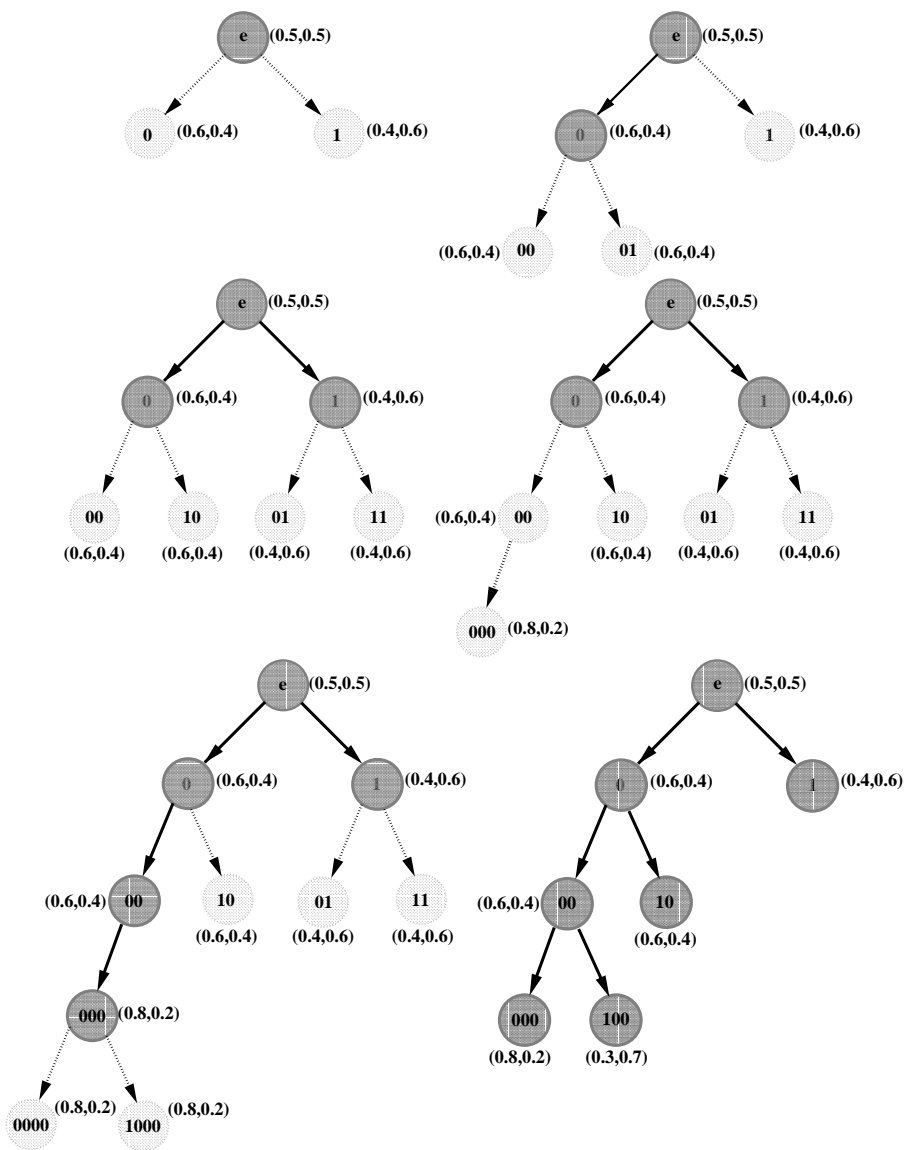 e (0.5,0.5)
0 (0.6,0.4) 1 (0.4,0.6)
e (0.5,0.5)
0 (0.6,0.4) 1 (0.4,0.6)
(0.6,0.4) 00 01 (0.6,0.4)
e (0.5,0.5)
0 (0.6,0.4) 1 (0.4,0.6)
00 10 01 11
(0.6,0.4) (0.6,0.4) (0.4,0.6) (0.4,0.6)
e (0.5,0.5)
0 (0.6,0.4) 1 (0.4,0.6)
(0.6,0.4) 00 10 01 11
(0.6,0.4) (0.4,0.6) (0.4,0.6)
000 (0.8,0.2)
e (0.5,0.5)
0 (0.6,0.4) 1 (0.4,0.6)
(0.6,0.4) 00 10 01 11
(0.6,0.4) (0.4,0.6) (0.4,0.6)
000 (0.8,0.2)
0000 (0.8,0.2) 1000 (0.8,0.2)
e (0.5,0.5)
0 (0.6,0.4) 1 (0.4,0.6)
(0.6,0.4) 00 10
(0.6,0.4)
000 100
(0.8,0.2) (0.3,0.7)